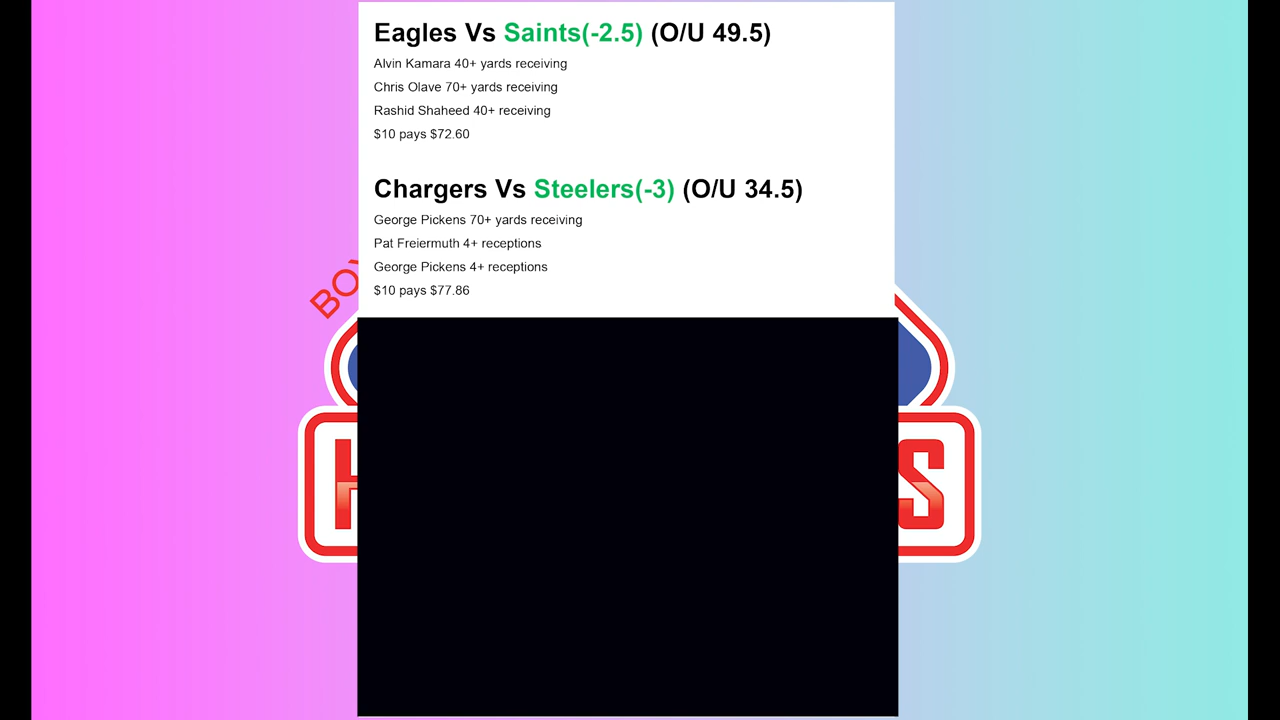 Eagles Vs Saints(-2.5) (O/U 49.5)
Alvin Kamara 40+ yards receiving
Chris Olave 70+ yards receiving
Rashid Shaheed 40+ receiving
$10 pays $72.60
Chargers Vs Steelers(-3) (O/U 34.5)
George Pickens 70+ yards receiving
Pat Freiermuth 4+ receptions
George Pickens 4+ receptions
$10 pays $77.86